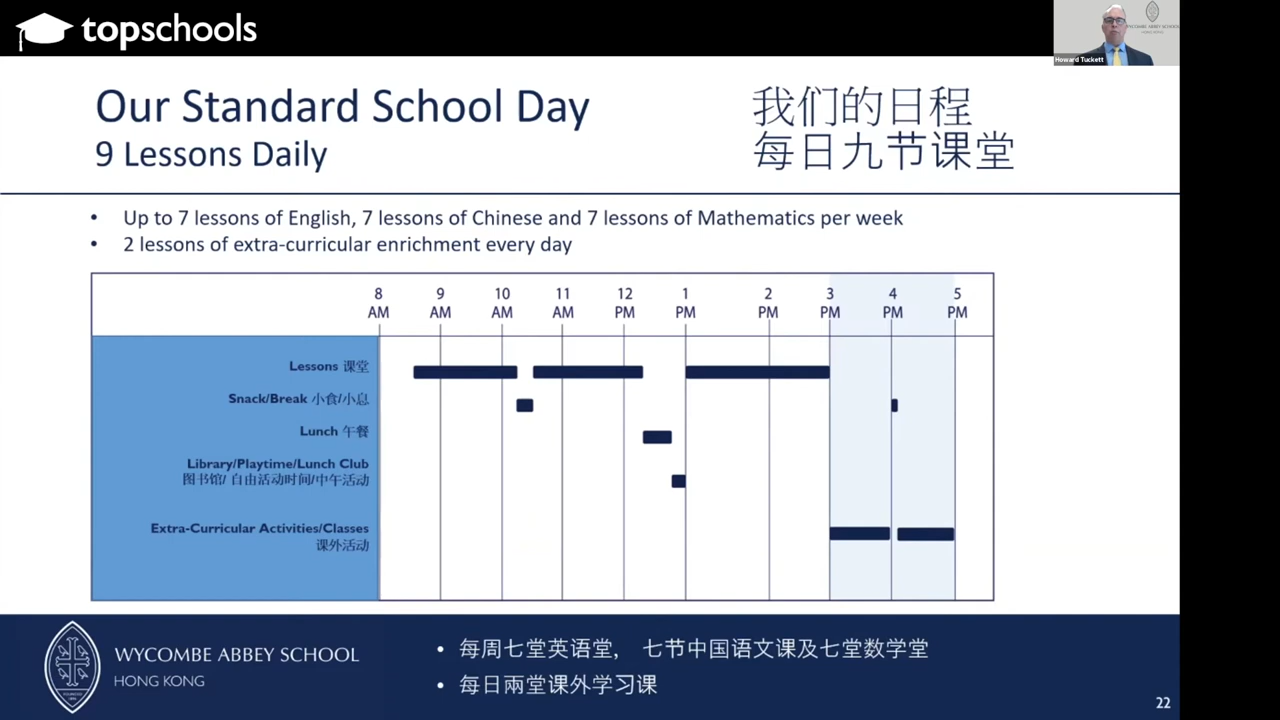 topschools
WYCOMBE ABBEY SCHOOL
HONG KONG
Howard Tuckett
Our Standard School Day
9 Lessons Daily
我们的日程
每日九节课堂
• Up to 7 lessons of English, 7 lessons of Chinese and 7 lessons of Mathematics per week
• 2 lessons of extra-curricular enrichment every day
8 9 10 11 12 1 2 3 4 5
AM AM AM AM PM PM PM PM PM PM
Lessons 课堂
Snack/Break 小食/小息
Lunch 午餐
Library/Playtime/Lunch Club
图书馆/ 自由活动时间/中午活动
Extra-Curricular Activities/Classes
课外活动
WYCOMBE ABBEY SCHOOL
HONG KONG
• 每周七堂英语堂, 七节中国语文课及七堂数学堂
• 每日兩堂课外学习课
22